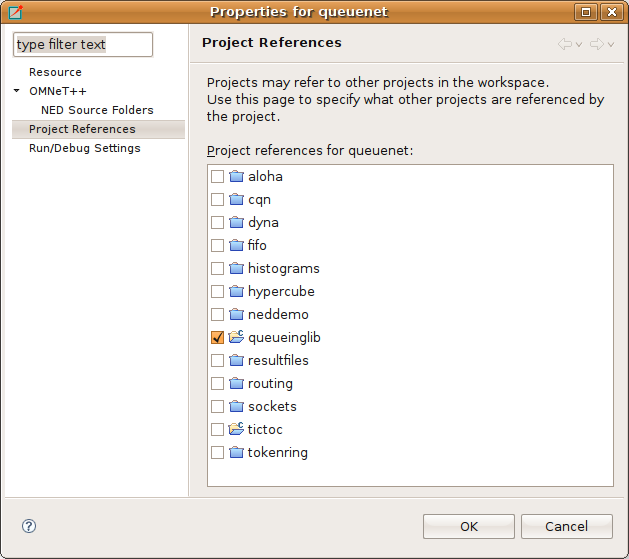 Properties for queuenet
type filter text
Resource
OMNeT++
NED Source Folders
Project References
Run/Debug Settings
Project References
Projects may refer to other projects in the workspace.
Use this page to specify what other projects are referenced by
the project.
Project references for queuenet:
aloha
cqn
dyna
fifo
histograms
hypercube
neddemo
queueinglib
resultfiles
routing
sockets
tictoc
tokenring
OK
Cancel